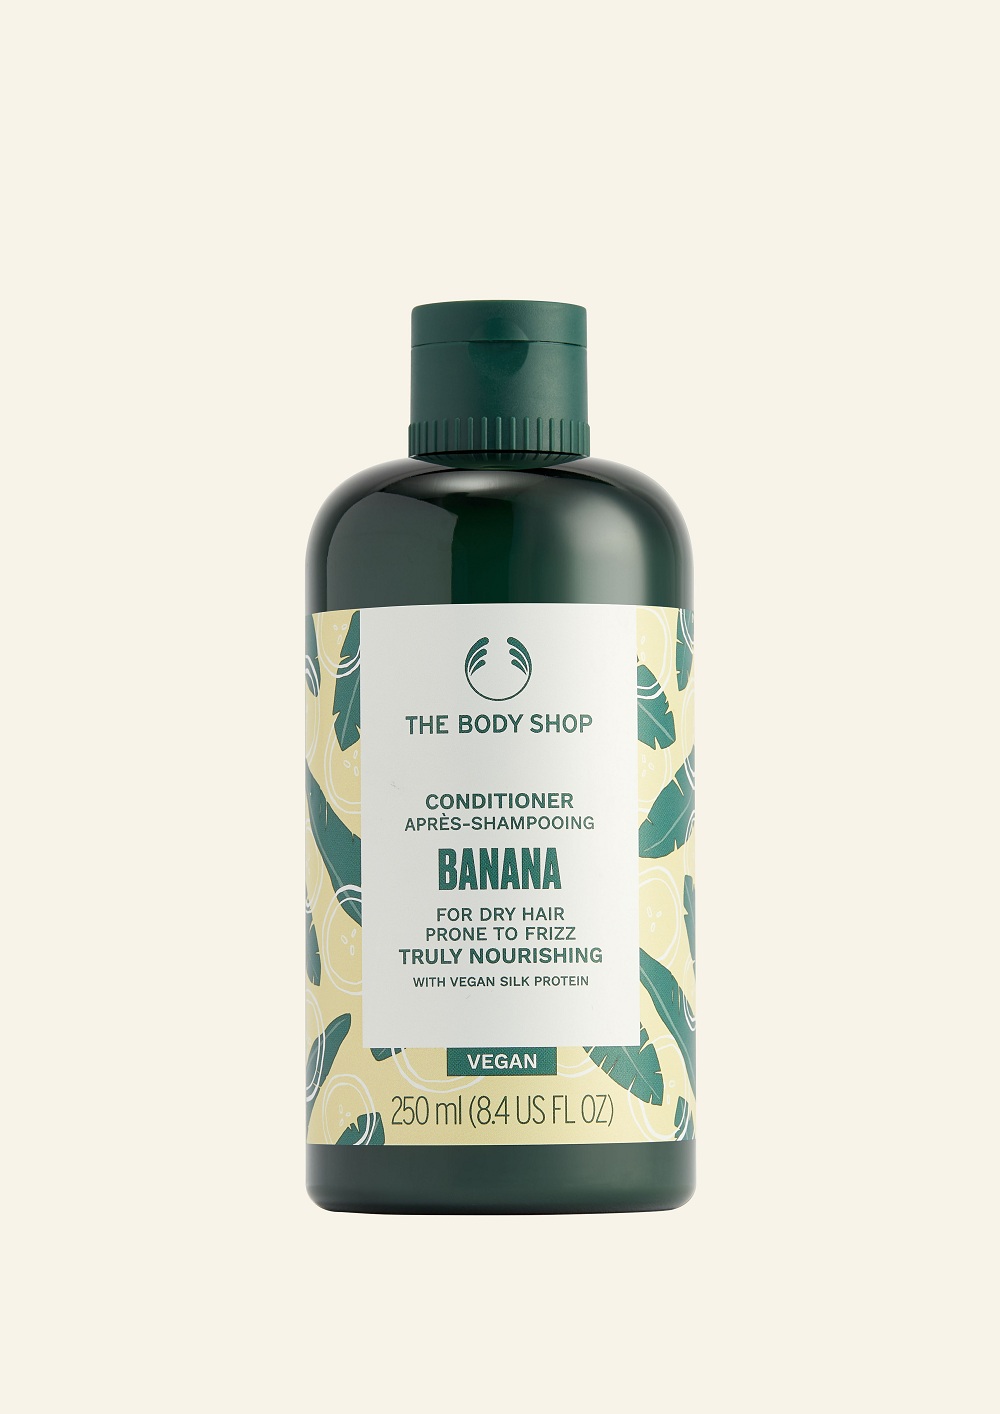 THE BODY SHOP
CONDITIONER
APRÈS-SHAMPOOING
BANANA
FOR DRY HAIR
PRONE TO FRIZZ
TRULY NOURISHING
WITH VEGAN SILK PROTEIN
VEGAN
250 ml (8.4 US FL OZ)